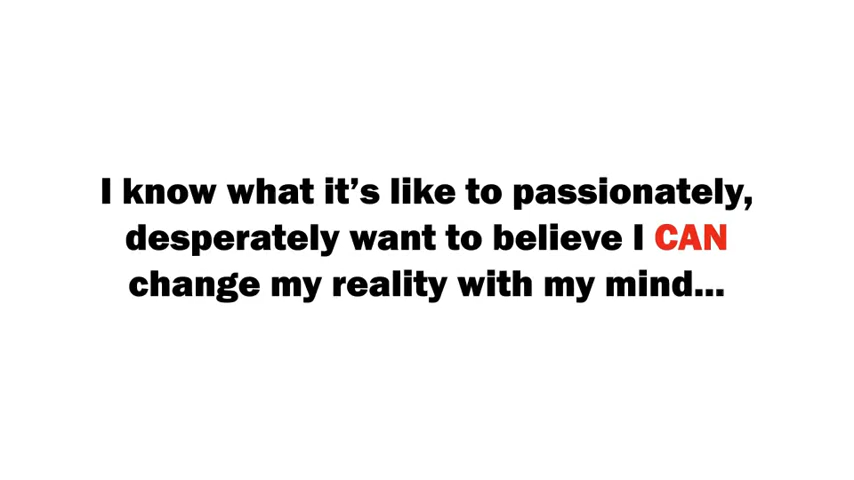 I know what it’s like to passionately,
desperately want to believe I CAN
change my reality with my mind...